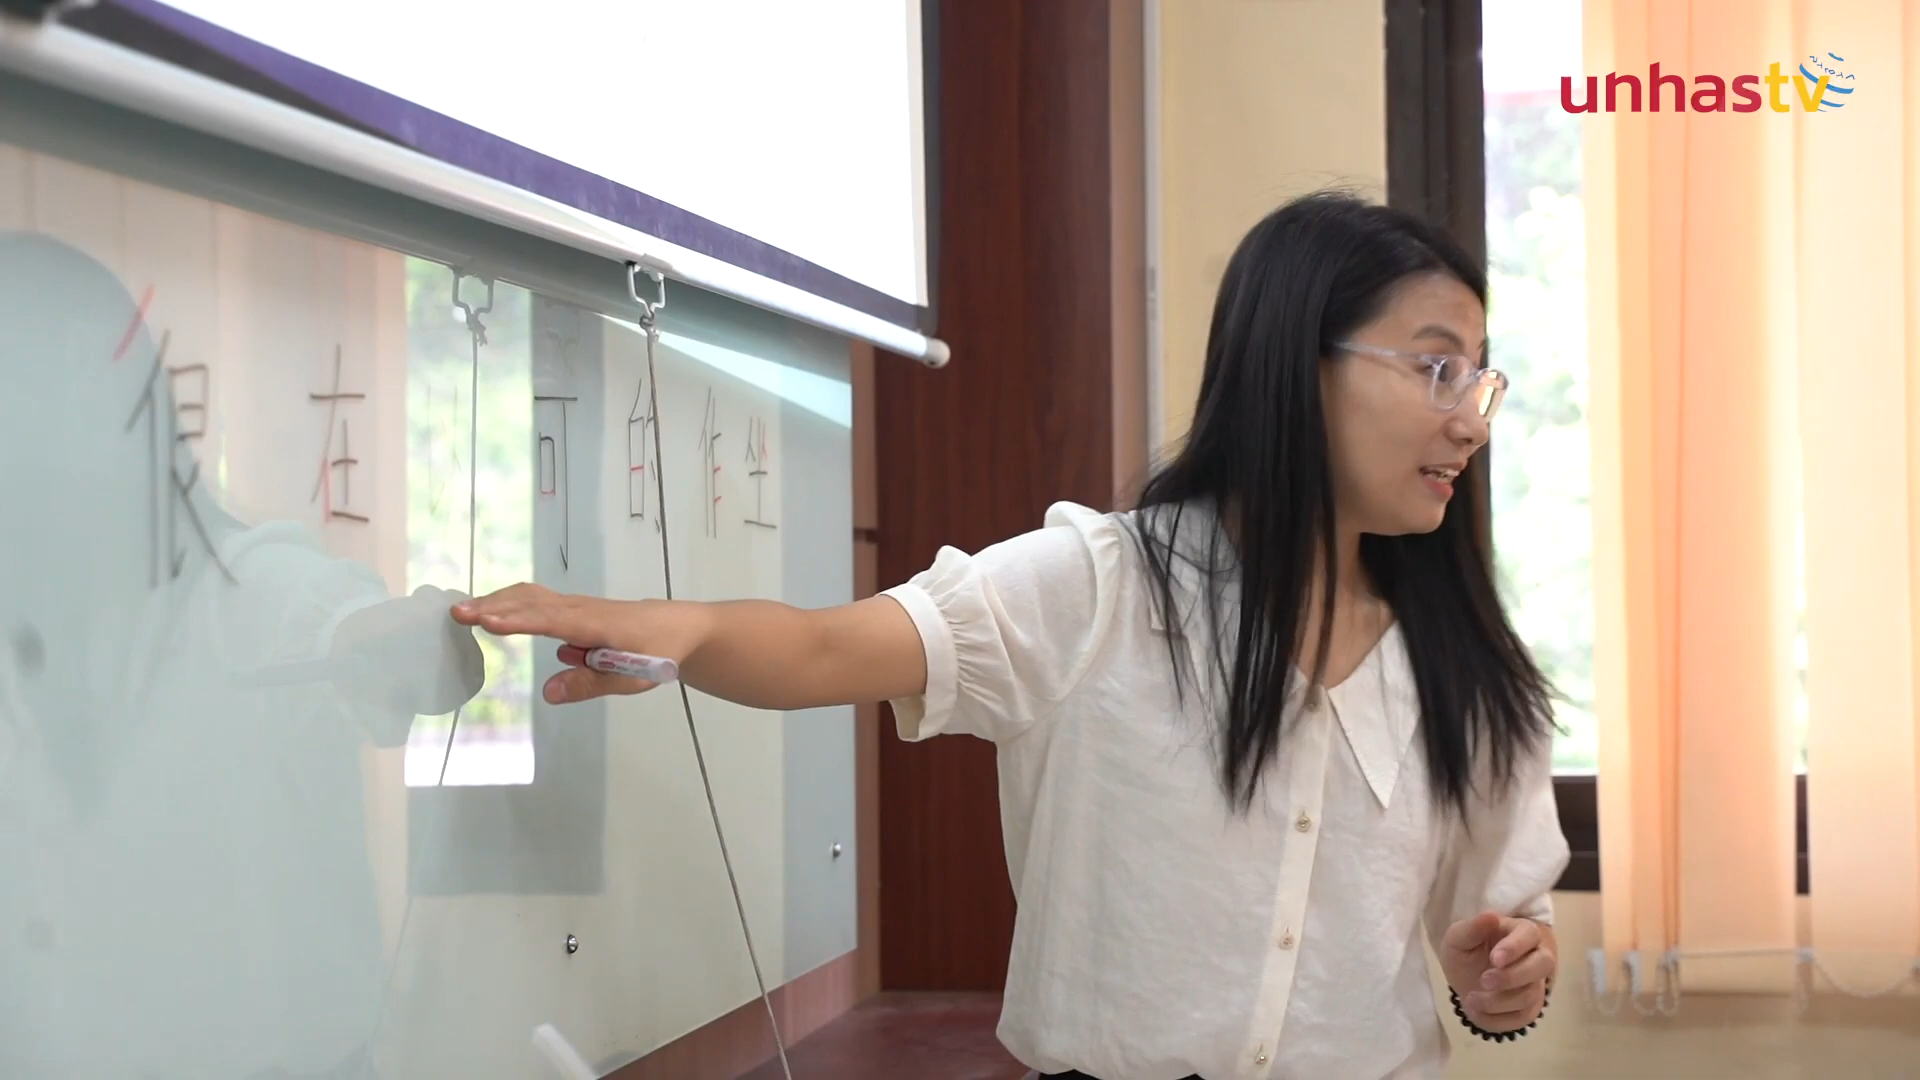 unhastv
很 在 以 可 的 作 坐